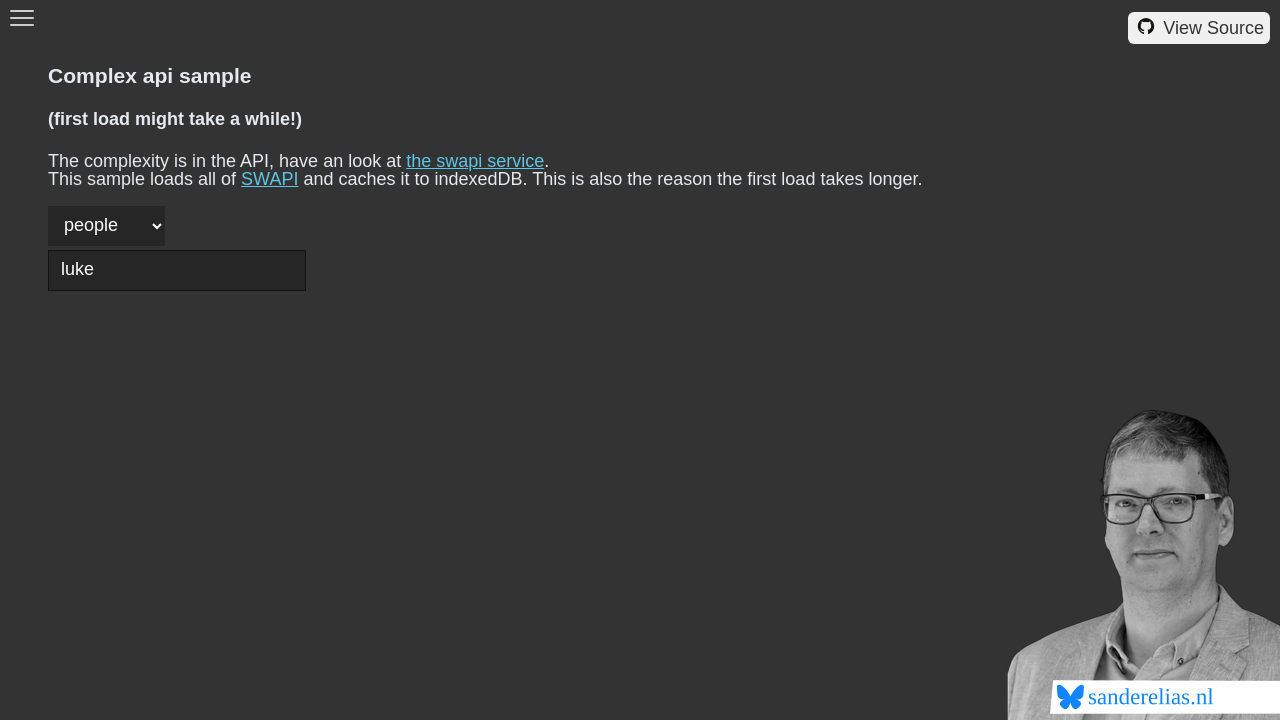 View Source
Complex api sample
(first load might take a while!)
The complexity is in the API, have an look at the swapi service.
This sample loads all of SWAPI and caches it to indexedDB. This is also the reason the first load takes longer.
people
luke
sanderelias.nl